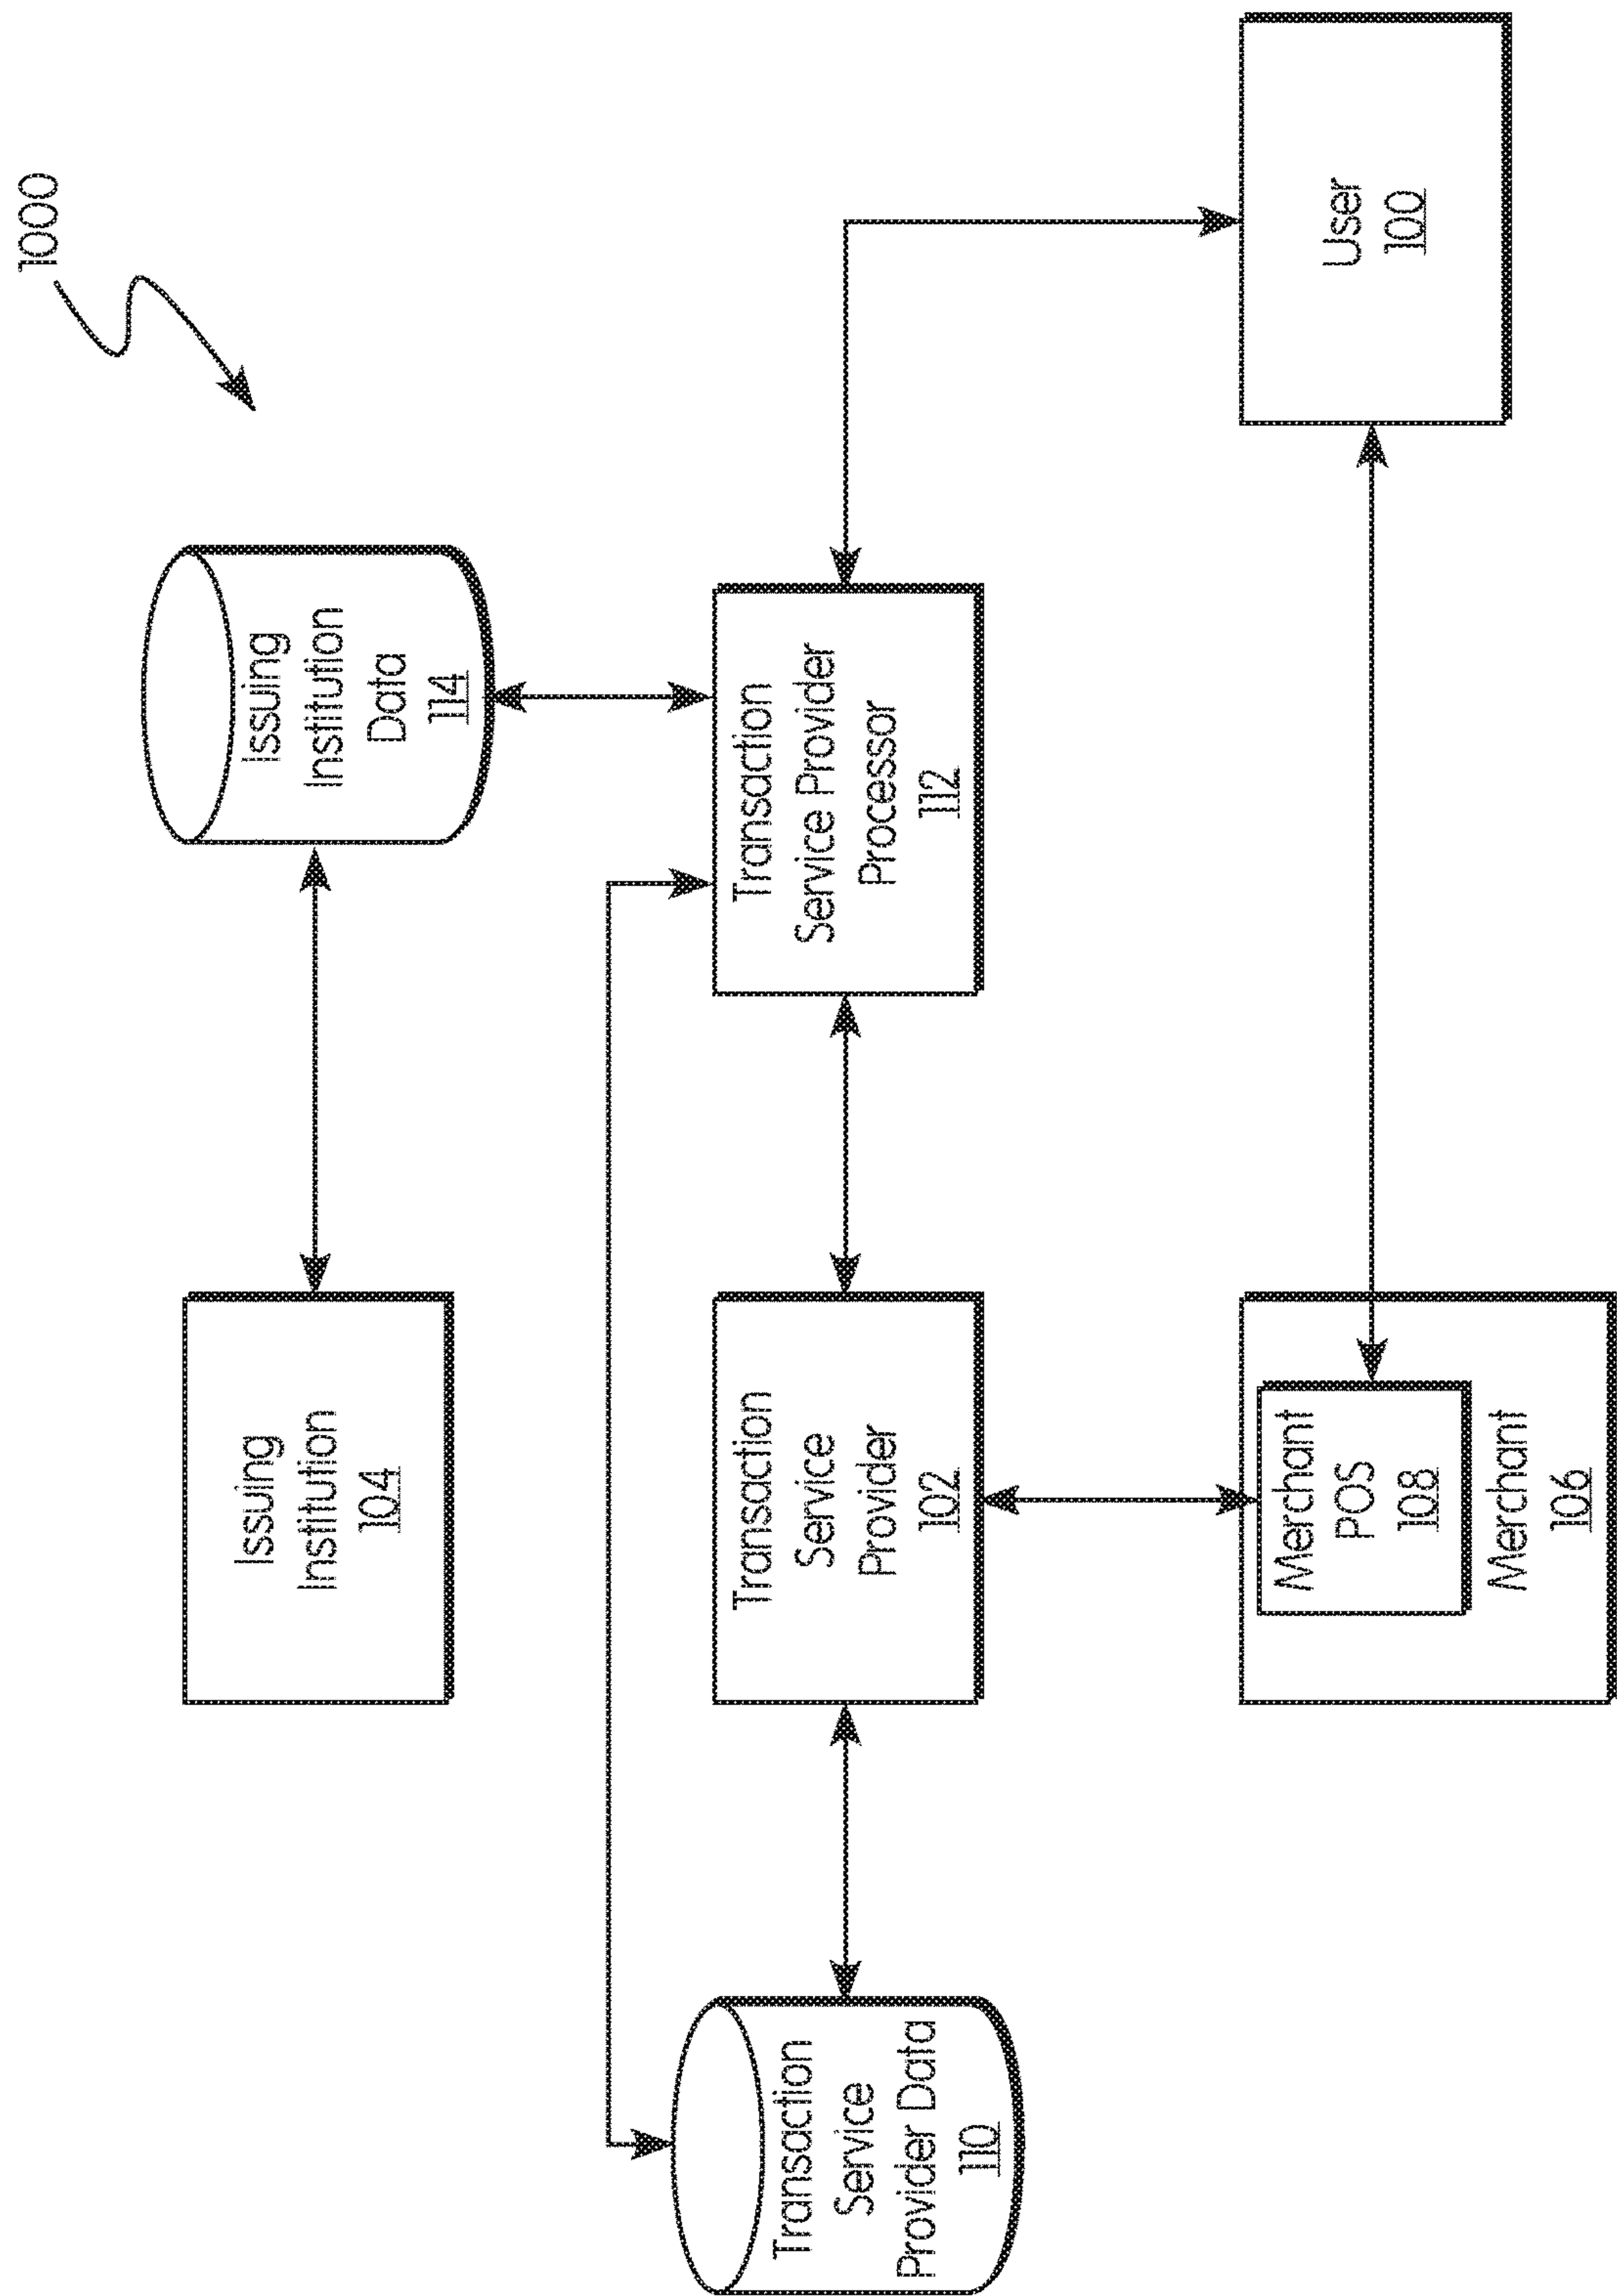 1000
Issuing
Institution
104
Issuing
Institution
Data
114
Transaction
Service
Provider Data
110
Transaction
Service
Provider
102
Transaction
Service Provider
Processor
112
Merchant
POS
108
Merchant
106
User
100